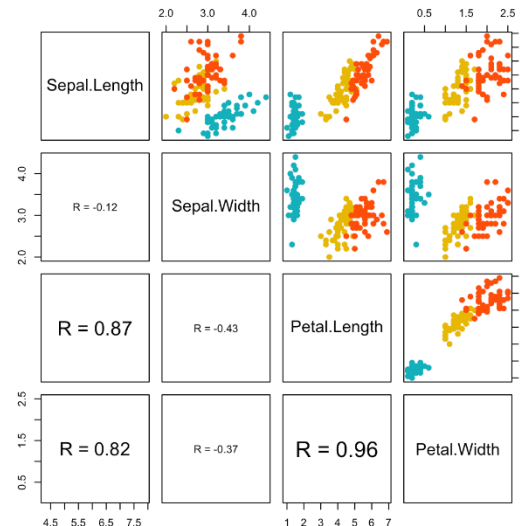 2.0 3.0 4.0
0.5 1.5 2.5
Sepal.Length
2.0 3.0 4.0
R = -0.12
Sepal.Width
R = 0.87
R = -0.43
Petal.Length
0.5 1.5 2.5
R = 0.82
R = -0.37
R = 0.96
Petal.Width
4.5 5.5 6.5 7.5
1 2 3 4 5 6 7